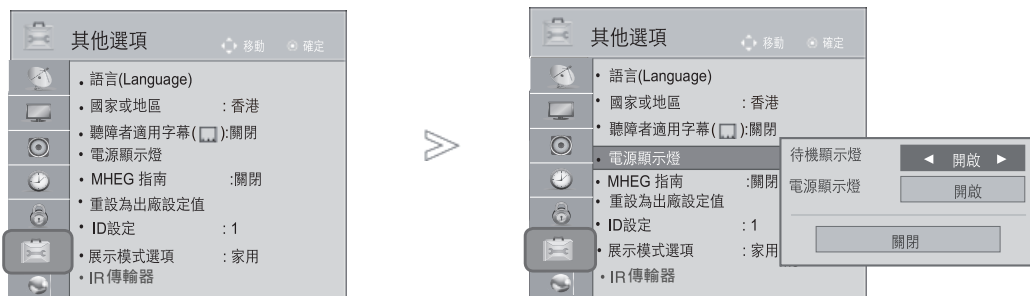 其他選項 移動 確定
• 語言(Language)
• 國家或地區 : 香港
• 聽障者適用字幕( ):關閉
• 電源顯示燈
• MHEG 指南 :關閉
• 重設為出廠設定值
• ID設定 : 1
• 展示模式選項 : 家用
• IR傳輸器
其他選項 移動 確定
• 語言(Language)
• 國家或地區 : 香港
• 聽障者適用字幕( ):關閉
• 電源顯示燈
• MHEG 指南 :關閉
• 重設為出廠設定值
• ID設定 : 1
• 展示模式選項 : 家用
• IR傳輸器
待機顯示燈 ◀ 開啟 ▶
電源顯示燈 開啟
關閉